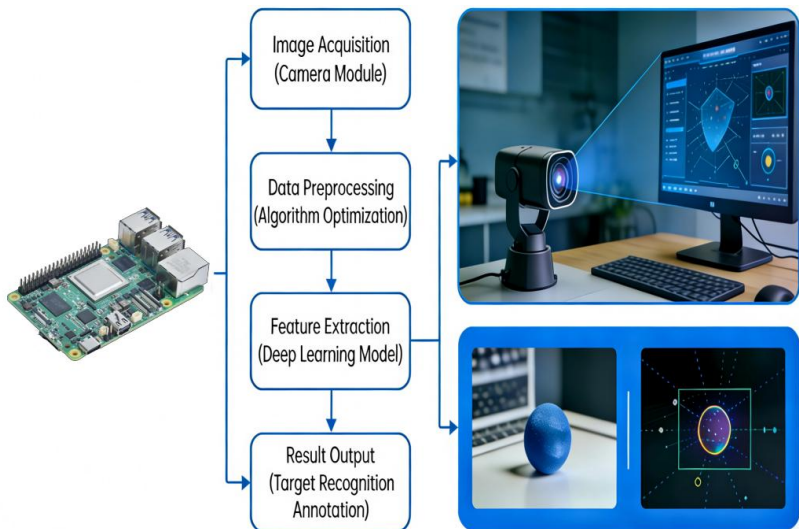 Image Acquisition
(Camera Module)
Data Preprocessing
(Algorithm Optimization)
Feature Extraction
(Deep Learning Model)
Result Output
(Target Recognition
Annotation)